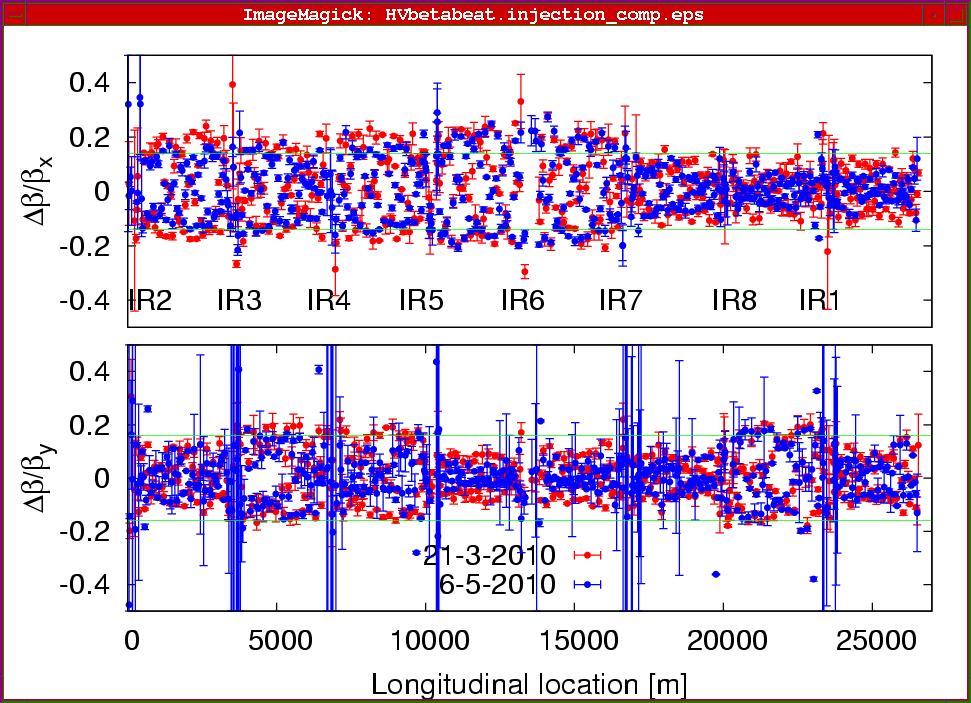 ImageMagick: HVbetabeat.injection_comp.eps
0.4
0.2
0
-0.2
-0.4
Δβ/βx
IR2 IR3 IR4 IR5 IR6 IR7 IR8 IR1
0.4
0.2
0
-0.2
-0.4
Δβ/βy
21-3-2010
6-5-2010
0 5000 10000 15000 20000 25000
Longitudinal location [m]